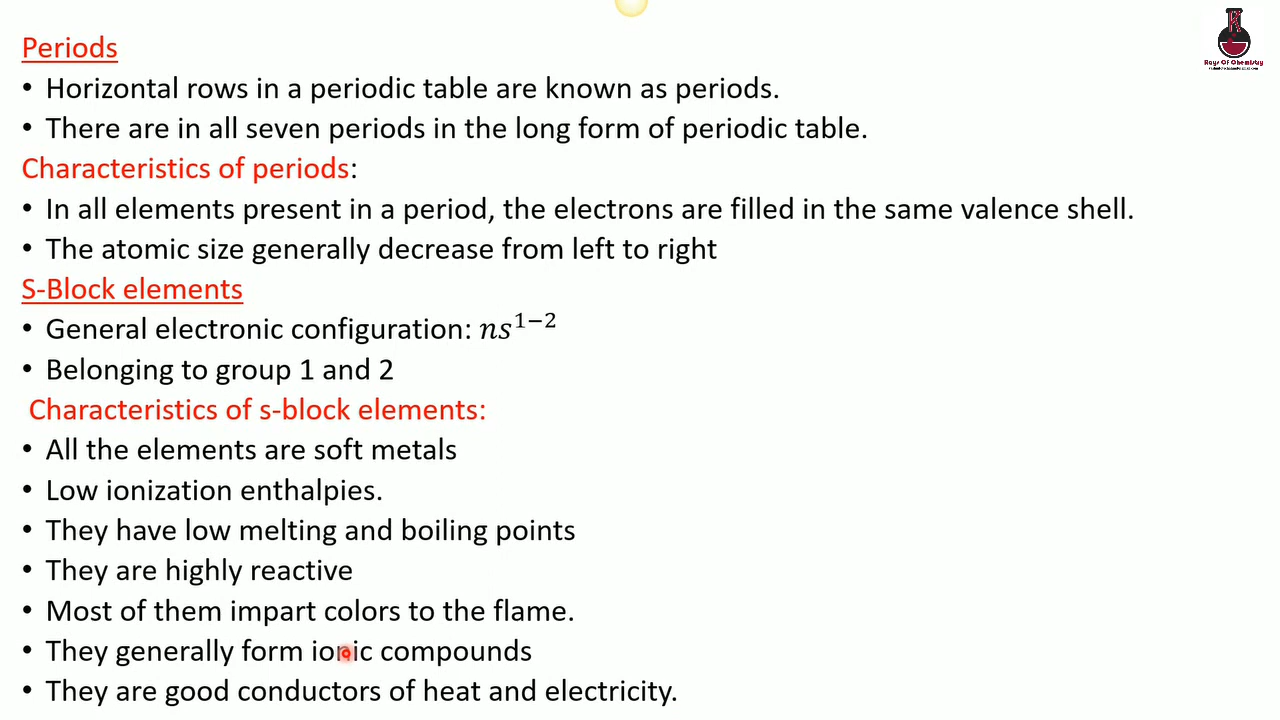 Periods
• Horizontal rows in a periodic table are known as periods.
• There are in all seven periods in the long form of periodic table.
Characteristics of periods:
• In all elements present in a period, the electrons are filled in the same valence shell.
• The atomic size generally decrease from left to right
S-Block elements
• General electronic configuration: ns¹⁻²
• Belonging to group 1 and 2
Characteristics of s-block elements:
• All the elements are soft metals
• Low ionization enthalpies.
• They have low melting and boiling points
• They are highly reactive
• Most of them impart colors to the flame.
• They generally form ionic compounds
• They are good conductors of heat and electricity.
Rays Of Chemistry